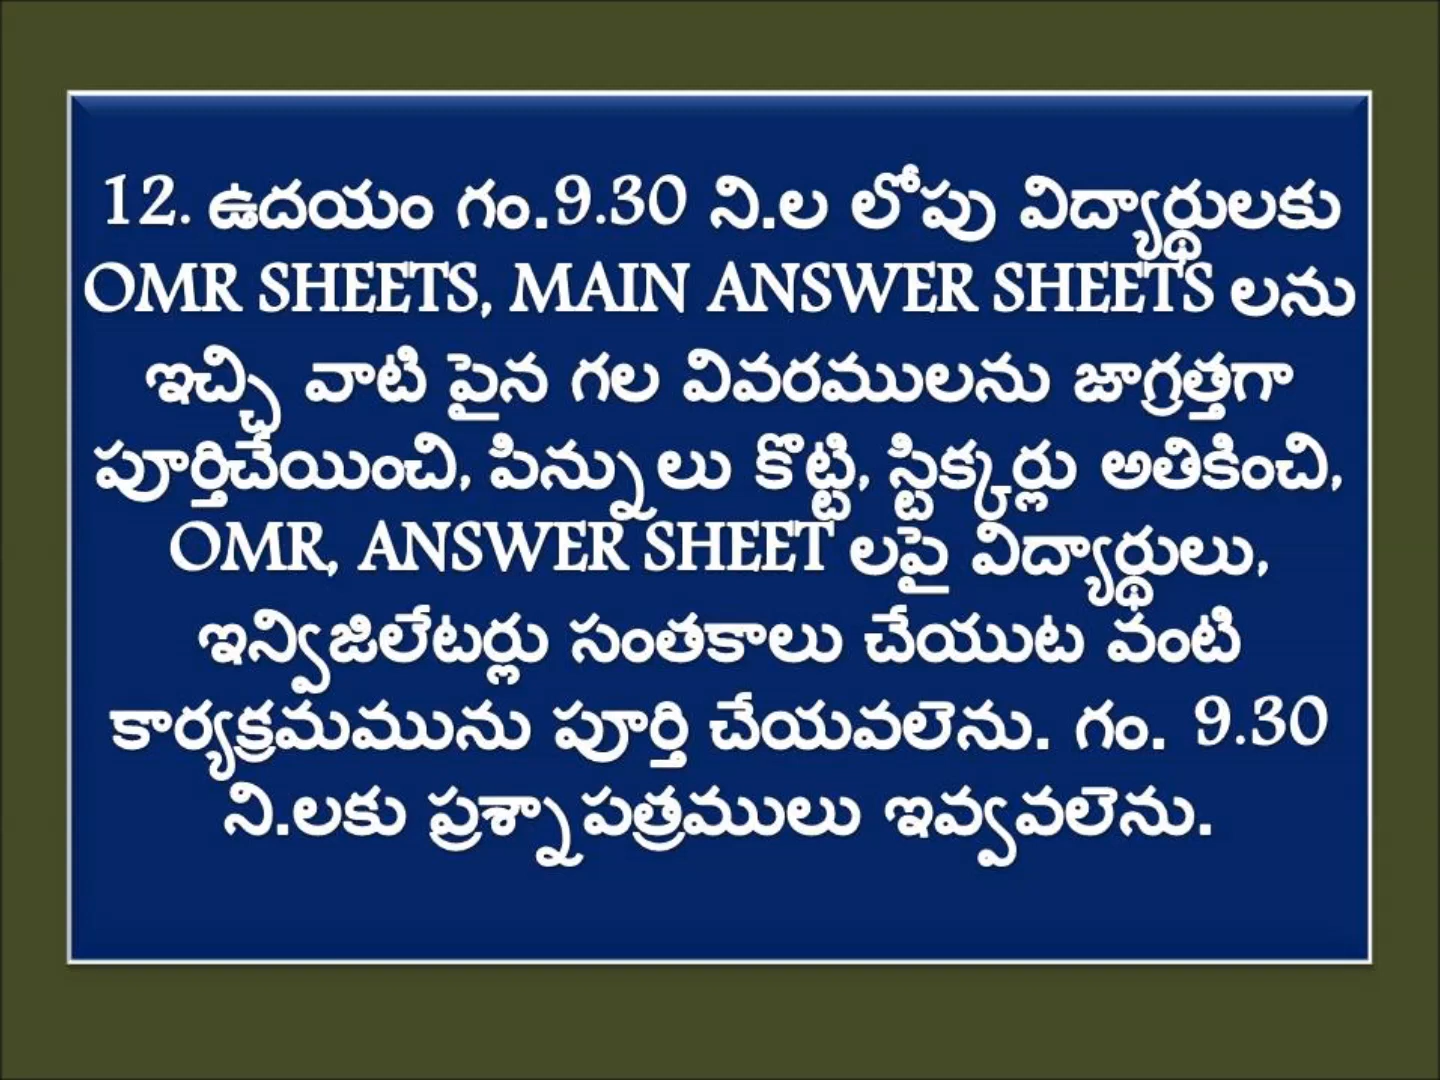 12. ఉదయం గం.9.30 ని.ల లోపు విద్యార్థులకు
OMR SHEETS, MAIN ANSWER SHEETS లను
ఇచ్చి వాటి పైన గల వివరములను జాగ్రత్తగా
పూర్తిచేయించి, పిన్నులు కొట్టి, స్టిక్కర్లు అతికించి,
OMR, ANSWER SHEET లపై విద్యార్థులు,
ఇన్విజిలేటర్లు సంతకాలు చేయుట వంటి
కార్యక్రమమును పూర్తి చేయవలెను. గం. 9.30
ని.లకు ప్రశ్నాపత్రములు ఇవ్వవలెను.